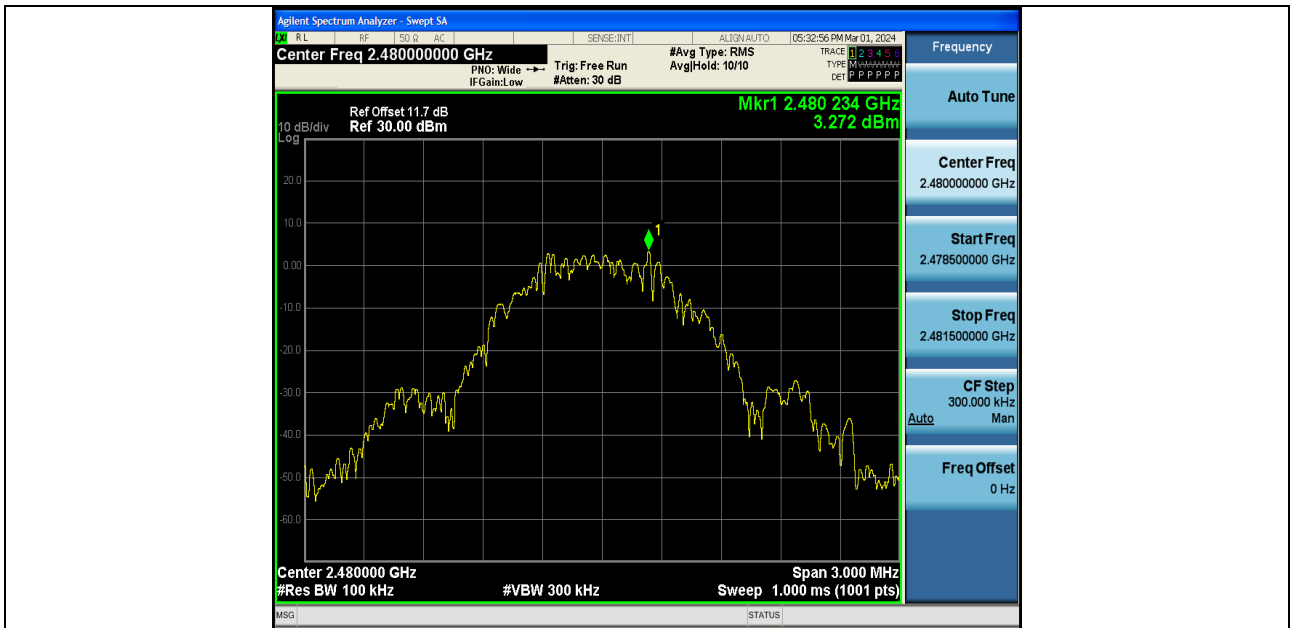 Agilent Spectrum Analyzer - Swept SA
LXI RL RF 50 Ω AC SENSE:INT ALIGN AUTO 05:32:56 PM Mar 01, 2024
Center Freq 2.480000000 GHz
PNO: Wide
IFGain:Low
Trig: Free Run
#Atten: 30 dB
#Avg Type: RMS
Avg|Hold: 10/10
TRACE 1 2 3 4 5 6
TYPE M
DET P P P P P P
Mkr1 2.480 234 GHz
3.272 dBm
Ref Offset 11.7 dB
10 dB/div Ref 30.00 dBm
Log
20.0
10.0
0.00
-10.0
-20.0
-30.0
-40.0
-50.0
-60.0
1
Center 2.480000 GHz Span 3.000 MHz
#Res BW 100 kHz #VBW 300 kHz Sweep 1.000 ms (1001 pts)
MSG STATUS
Frequency
Auto Tune
Center Freq
2.480000000 GHz
Start Freq
2.478500000 GHz
Stop Freq
2.481500000 GHz
CF Step
300.000 kHz
Auto Man
Freq Offset
0 Hz